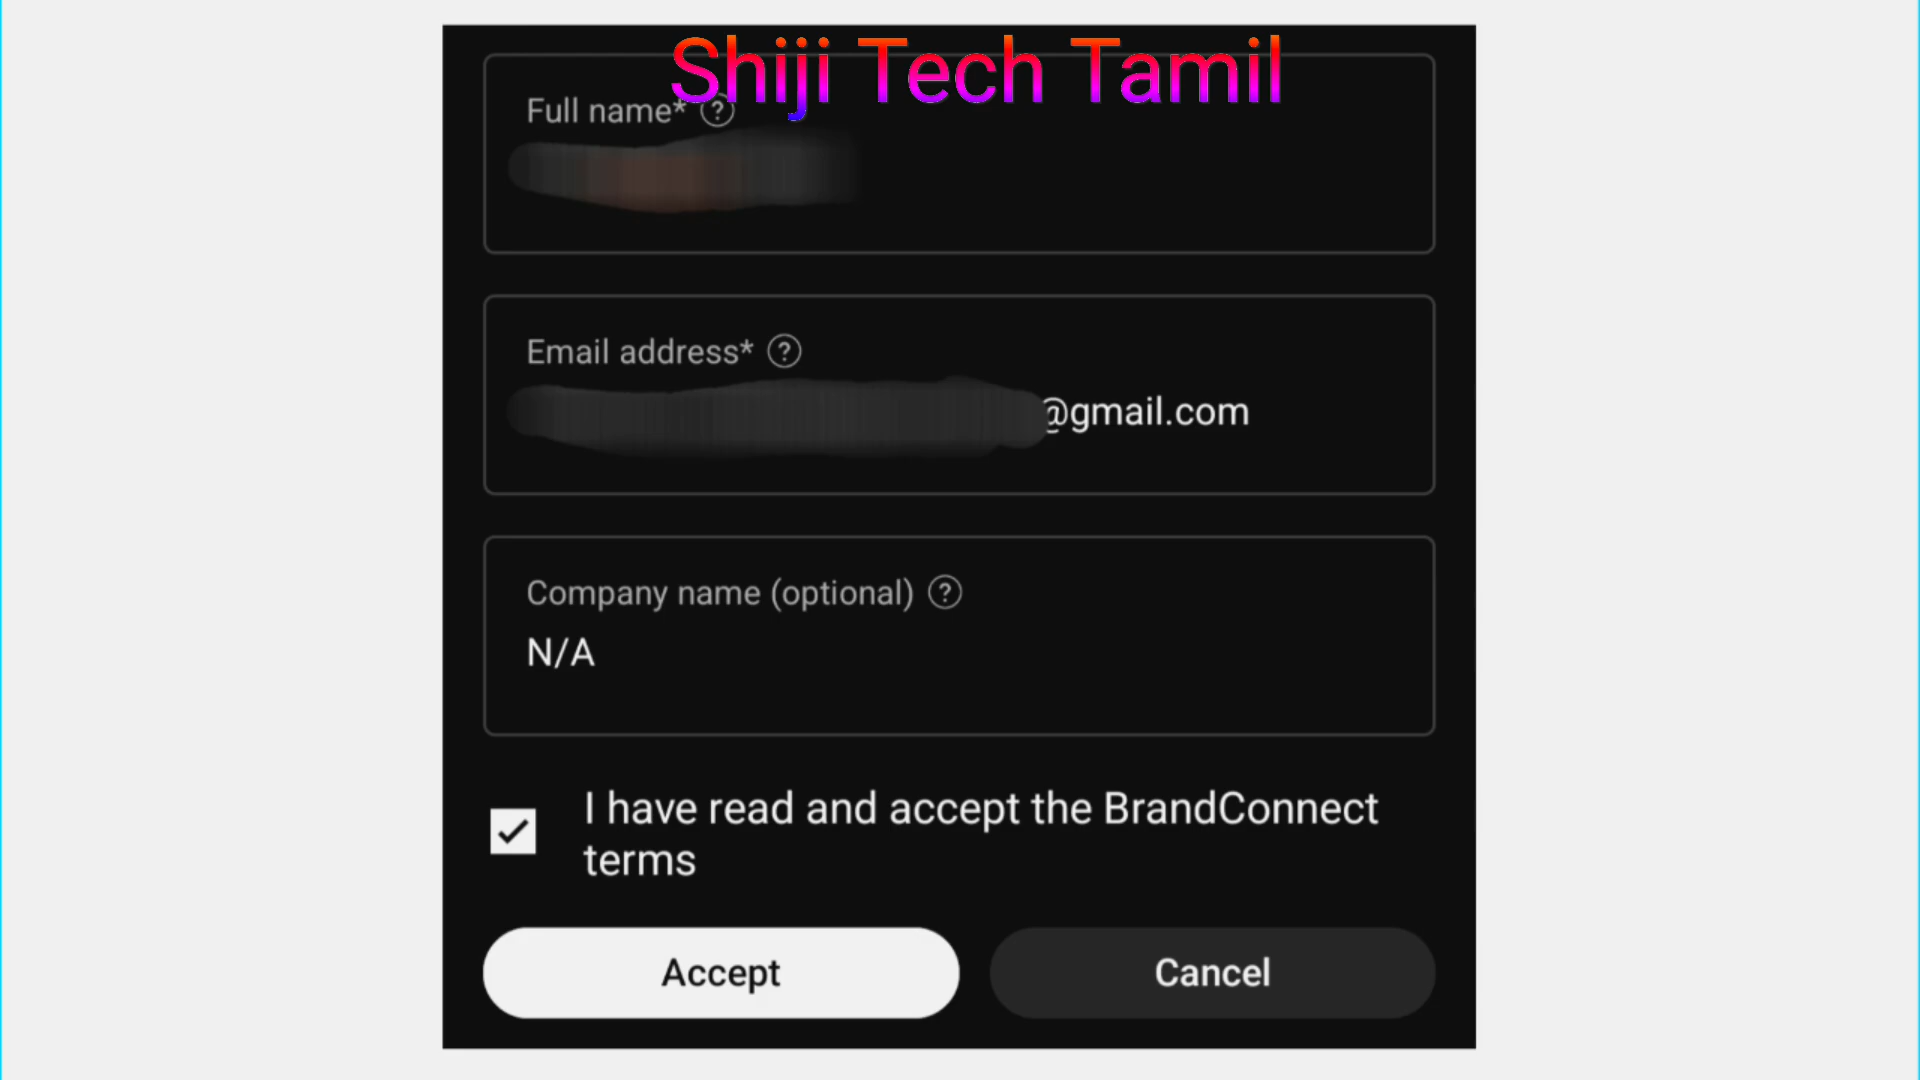 Shiji Tech Tamil
Full name*
Email address*
@gmail.com
Company name (optional)
N/A
I have read and accept the BrandConnect
terms
Accept
Cancel